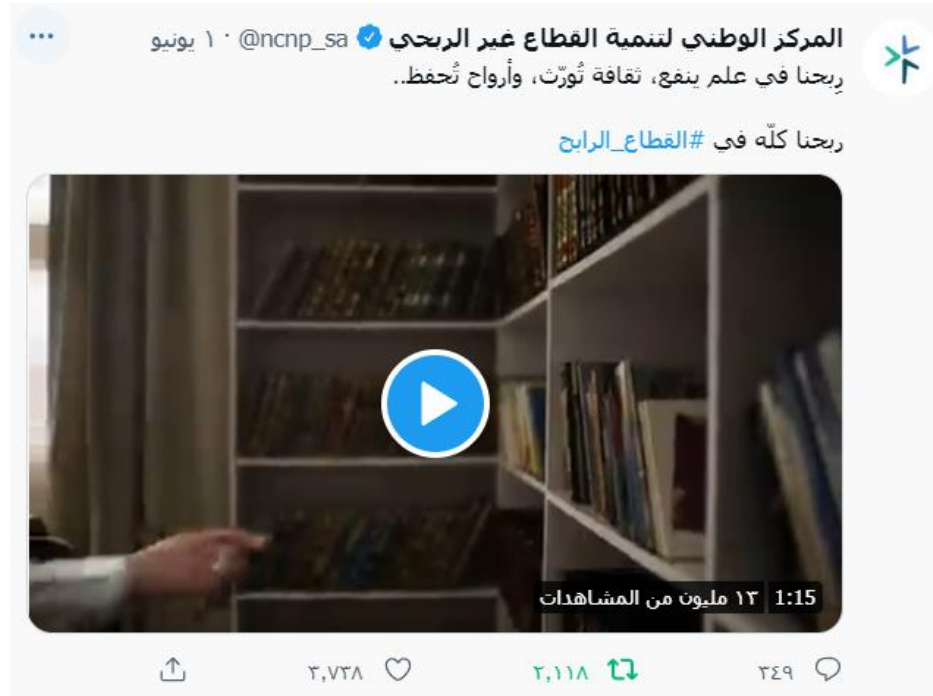 المركز الوطني لتنمية القطاع غير الربحي @ncnp_sa · ١ يونيو
رِبحنا في علم ينفع، ثقافة تُورّث، وأرواح تُحفظ..
ربحنا كلّه في #القطاع_الرابح
1:15 ١٣ مليون من المشاهدات
٣٤٩ ٢,١١٨ ٣,٧٣٨